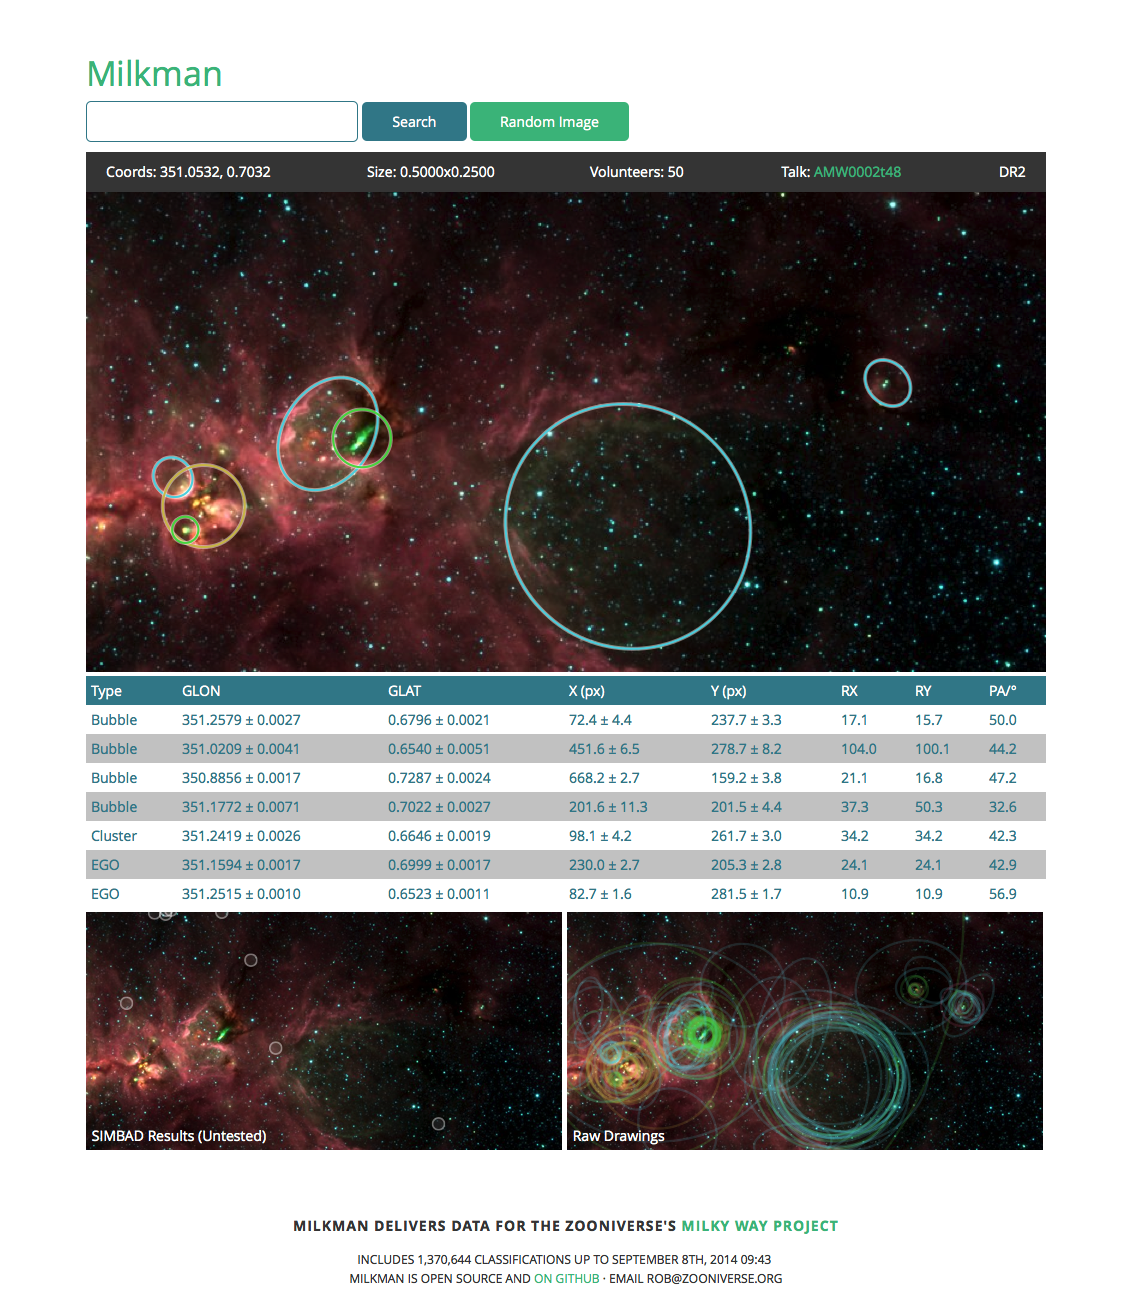 Milkman
Search Random Image
Coords: 351.0532, 0.7032 Size: 0.5000x0.2500 Volunteers: 50 Talk: AMW0002t48 DR2
Type GLON GLAT X (px) Y (px) RX RY PA/°
Bubble 351.2579 ± 0.0027 0.6796 ± 0.0021 72.4 ± 4.4 237.7 ± 3.3 17.1 15.7 50.0
Bubble 351.0209 ± 0.0041 0.6540 ± 0.0051 451.6 ± 6.5 278.7 ± 8.2 104.0 100.1 44.2
Bubble 350.8856 ± 0.0017 0.7287 ± 0.0024 668.2 ± 2.7 159.2 ± 3.8 21.1 16.8 47.2
Bubble 351.1772 ± 0.0071 0.7022 ± 0.0027 201.6 ± 11.3 201.5 ± 4.4 37.3 50.3 32.6
Cluster 351.2419 ± 0.0026 0.6646 ± 0.0019 98.1 ± 4.2 261.7 ± 3.0 34.2 34.2 42.3
EGO 351.1594 ± 0.0017 0.6999 ± 0.0017 230.0 ± 2.7 205.3 ± 2.8 24.1 24.1 42.9
EGO 351.2515 ± 0.0010 0.6523 ± 0.0011 82.7 ± 1.6 281.5 ± 1.7 10.9 10.9 56.9
SIMBAD Results (Untested) Raw Drawings
MILKMAN DELIVERS DATA FOR THE ZOONIVERSE'S MILKY WAY PROJECT
INCLUDES 1,370,644 CLASSIFICATIONS UP TO SEPTEMBER 8TH, 2014 09:43
MILKMAN IS OPEN SOURCE AND ON GITHUB · EMAIL ROB@ZOONIVERSE.ORG